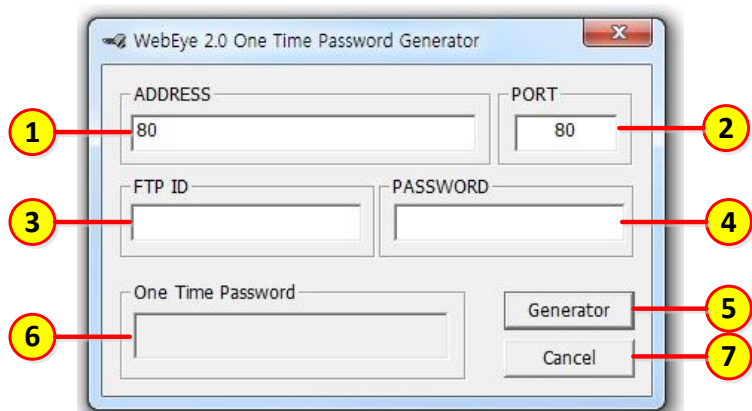 WebEye 2.0 One Time Password Generator
ADDRESS
PORT
1
80
80
2
FTP ID
PASSWORD
3
4
One Time Password
Generator
5
6
Cancel
7